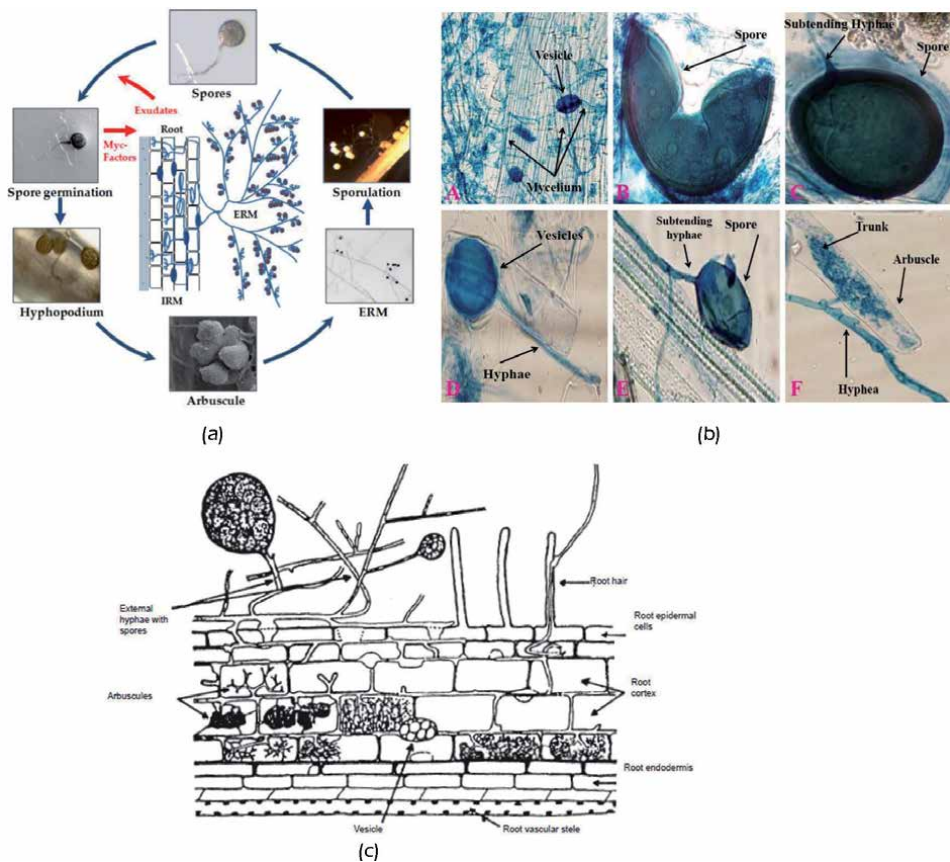 Spores
Exudates
Root
Myc-
Factors
Spore germination
Sporulation
ERM
Hyphopodium
IRM
ERM
Arbuscule
(a)
Vesicle
Mycelium
A
Spore
B
Subtending Hyphae
Spore
C
Vesicles
Hyphae
D
Subtending
hyphae
Spore
E
Trunk
Arbuscle
Hyphea
F
(b)
External
hyphae with
spores
Root hair
Root epidermal
cells
Arbuscules
Root
cortex
Root endodermis
Vesicle
Root vascular stele
(c)